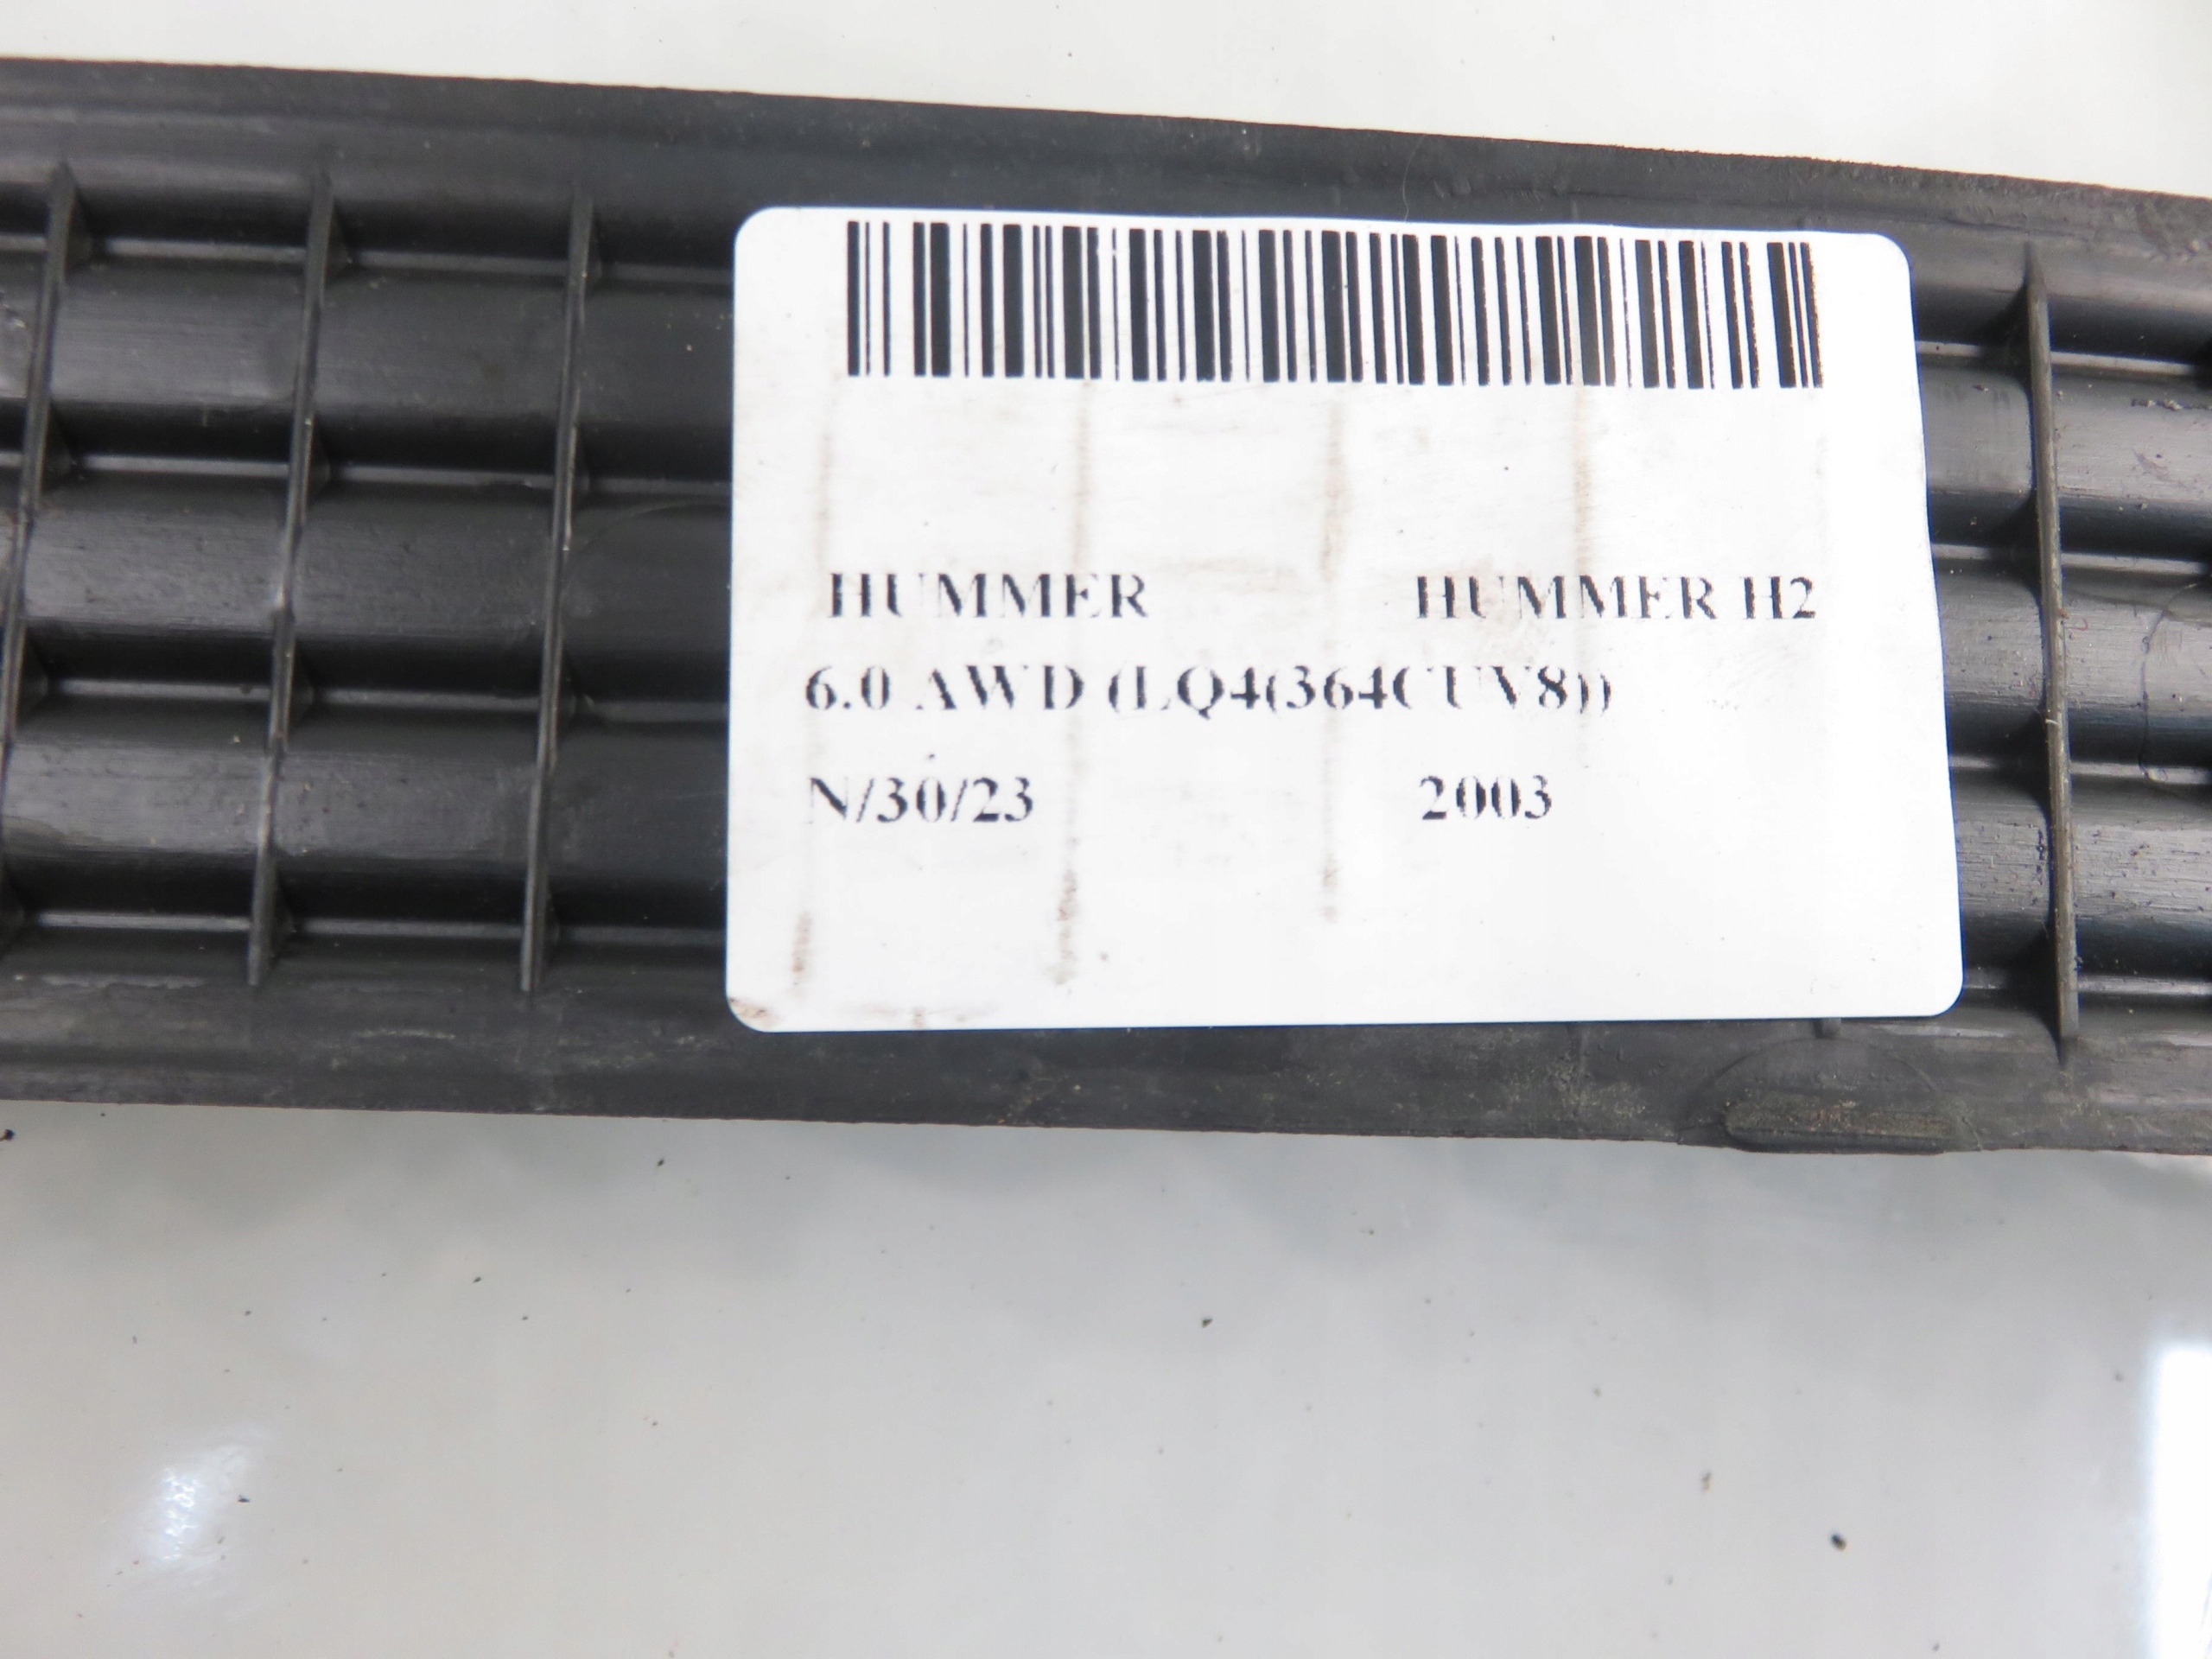 HUMMER HUMMER H2
6.0 AWD (LQ4(364CUV8))
N/30/23 2003